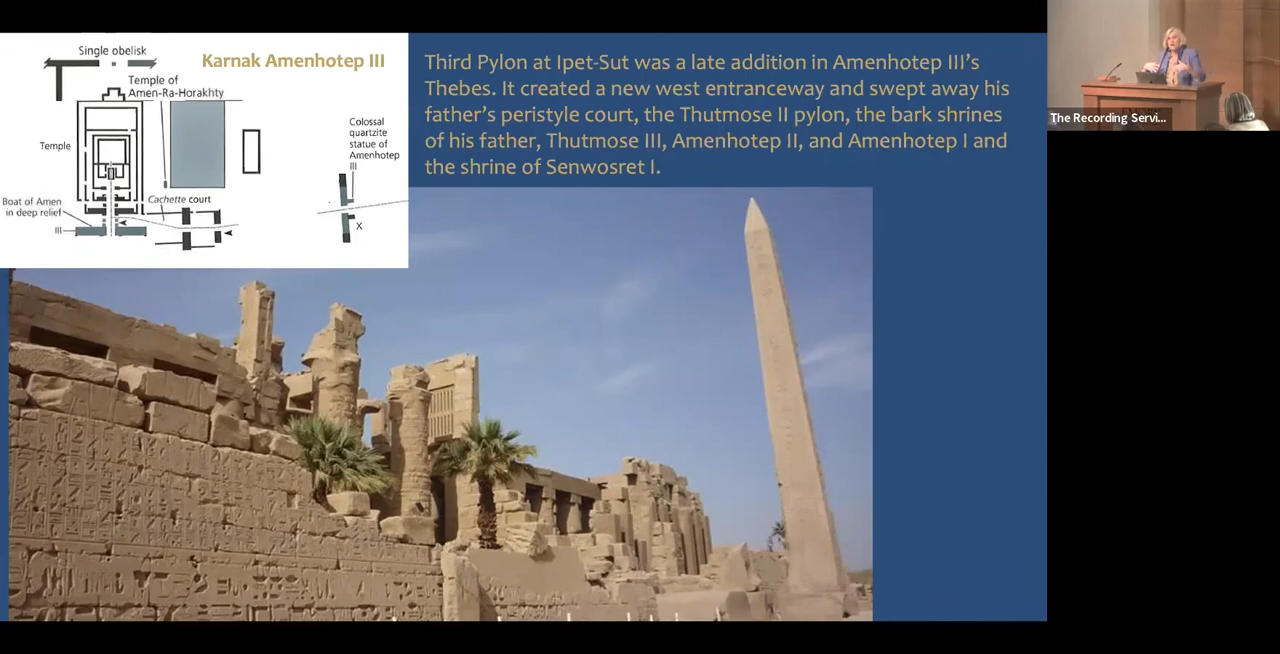 Single obelisk
Karnak Amenhotep III
Temple of
Amen-Ra-Horakhty
Temple
Colossal
quartzite
statue of
Amenhotep
III
Boat of Amen
in deep relief
Cachette court
III
X
Third Pylon at Ipet-Sut was a late addition in Amenhotep III's
Thebes. It created a new west entranceway and swept away his
father's peristyle court, the Thutmose II pylon, the bark shrines
of his father, Thutmose III, Amenhotep II, and Amenhotep I and
the shrine of Senwosret I.
The Recording Servi...